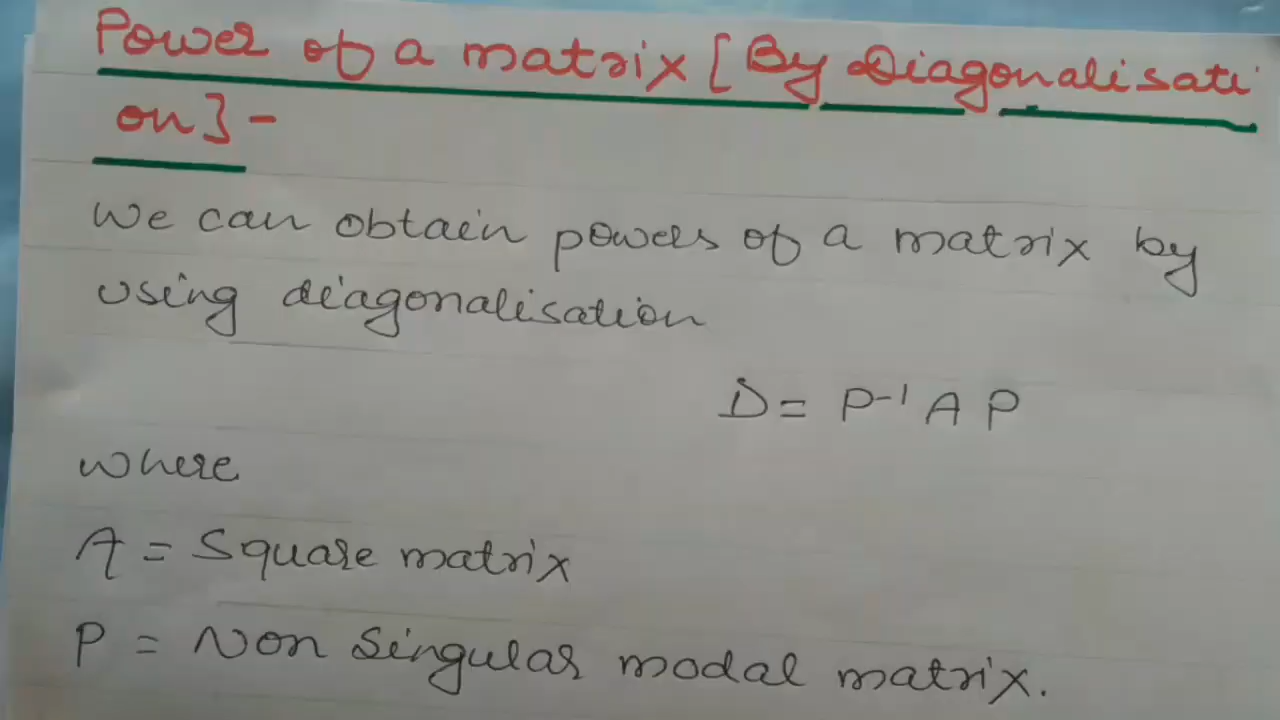 Power of a matrix [By Diagonalisati
on] -
We can obtain powers of a matrix by
using diagonalisation
D = P⁻¹ A P
where
A = Square matrix
P = Non Singular modal matrix.